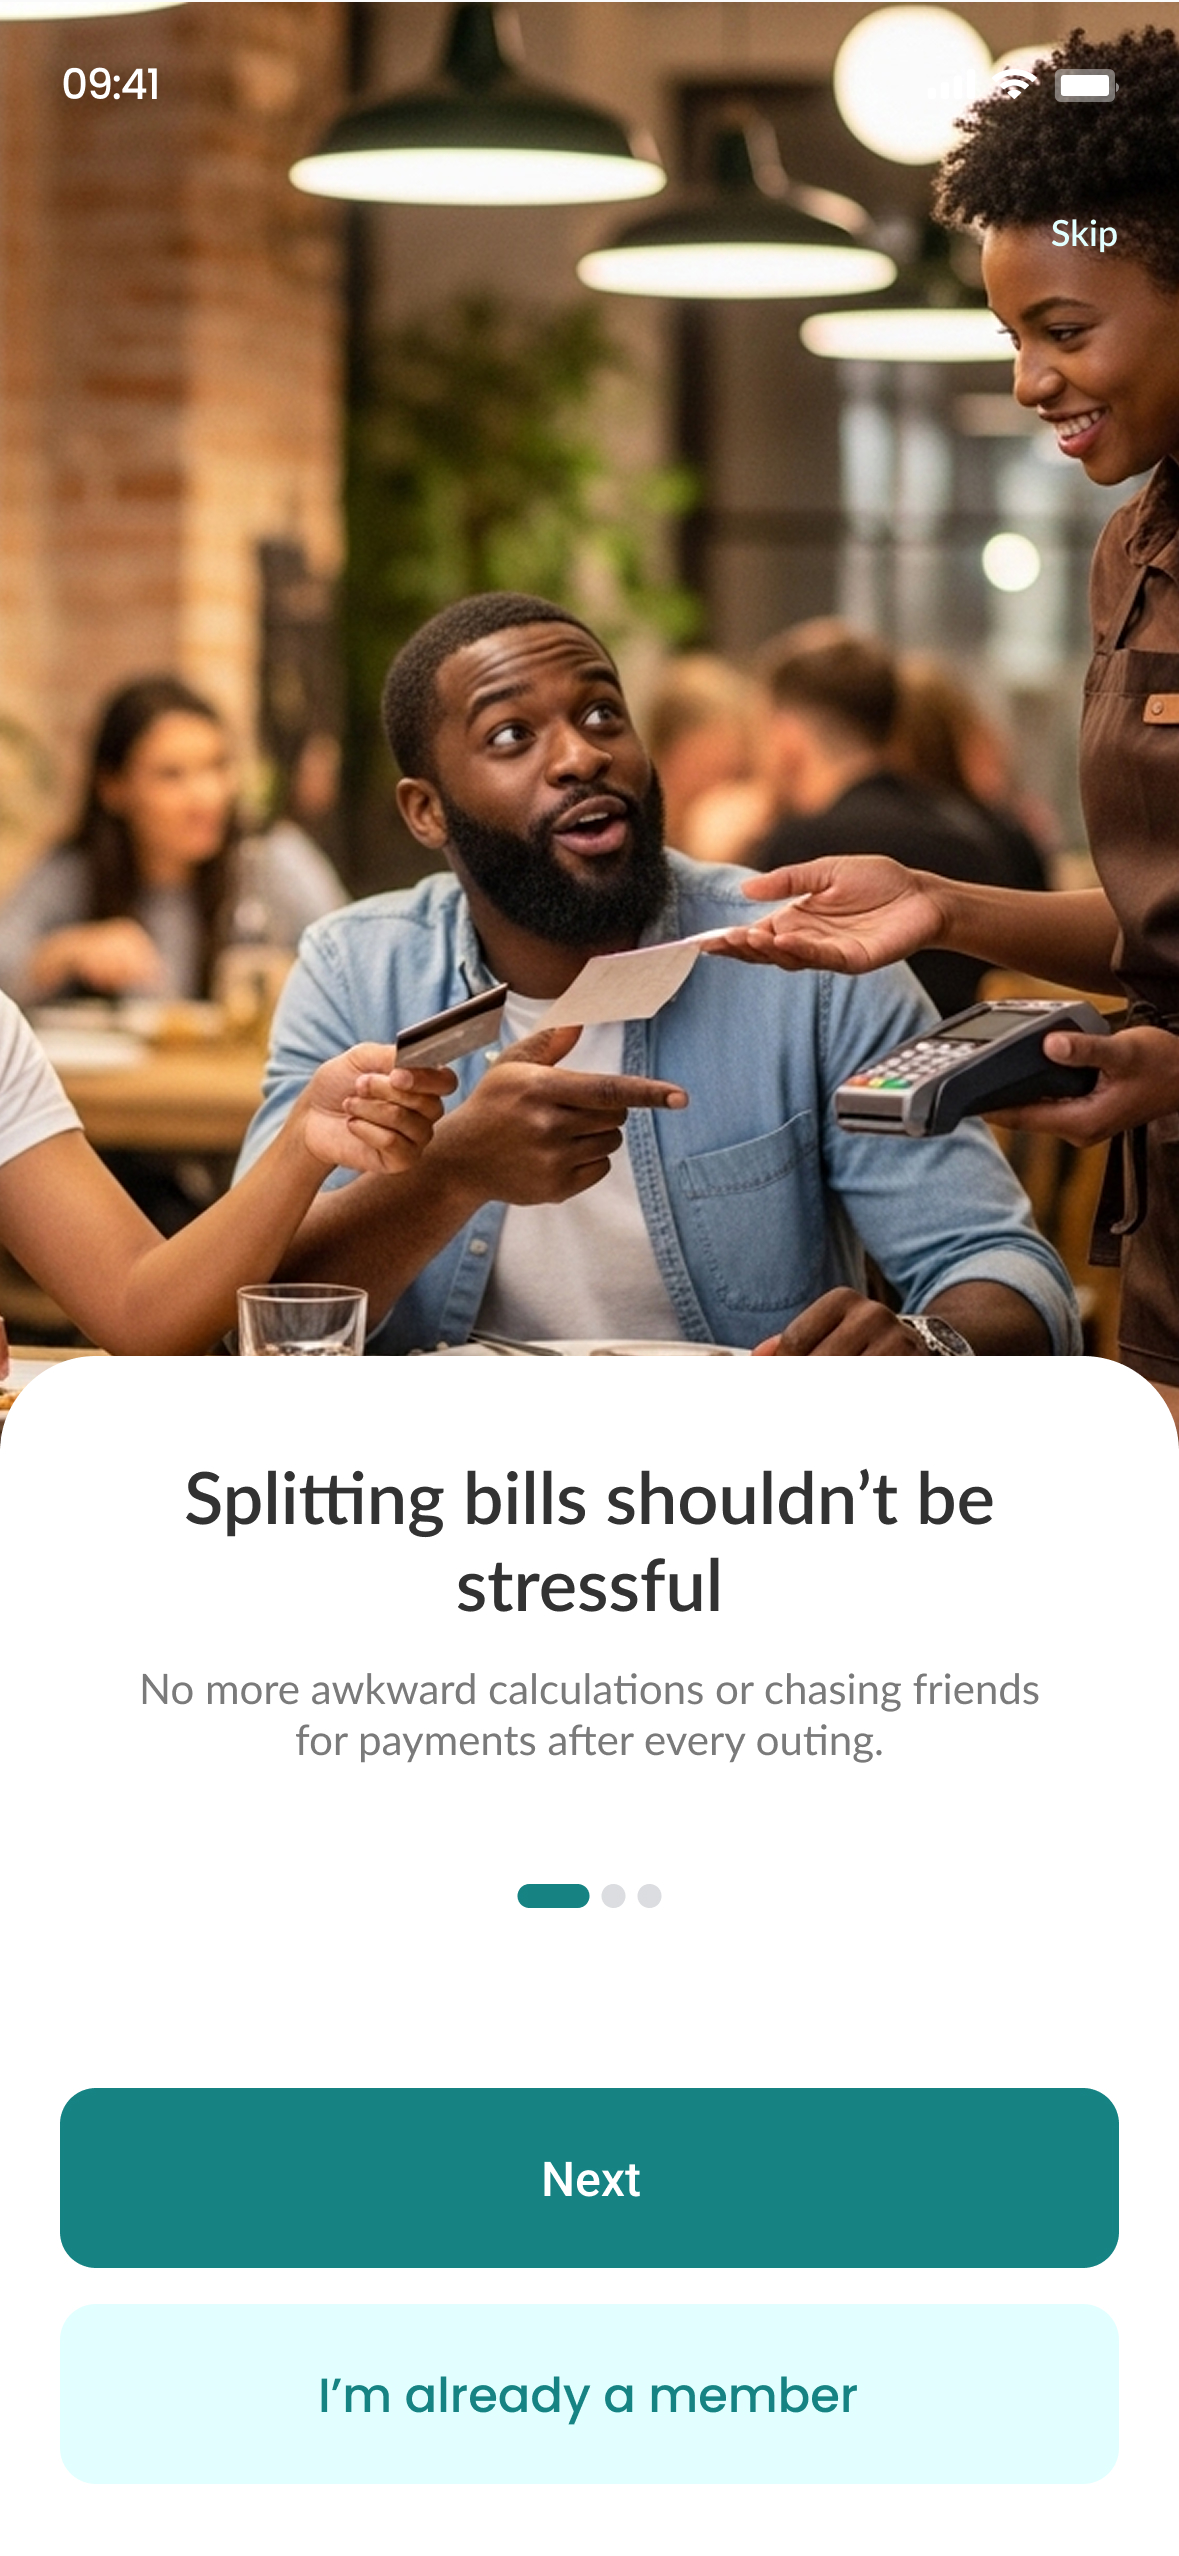 09:41
Skip
Splitting bills shouldn’t be
stressful
No more awkward calculations or chasing friends
for payments after every outing.
Next
I’m already a member